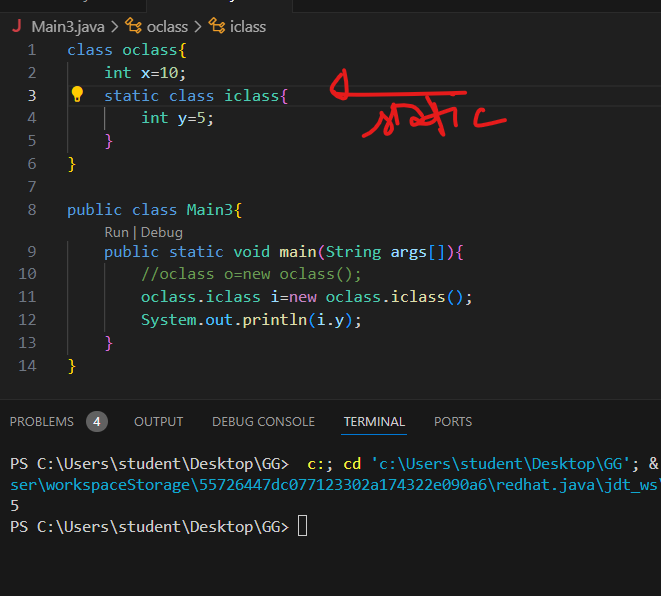 Main3.java > oclass > iclass
1 class oclass{
2 int x=10;
3 static class iclass{
static
4 int y=5;
5 }
6 }
7
8 public class Main3{
Run | Debug
9 public static void main(String args[]){
10 //oclass o=new oclass();
11 oclass.iclass i=new oclass.iclass();
12 System.out.println(i.y);
13 }
14 }
PROBLEMS 4 OUTPUT DEBUG CONSOLE TERMINAL PORTS
PS C:\Users\student\Desktop\GG> c:; cd 'c:\Users\student\Desktop\GG'; &
ser\workspaceStorage\55726447dc077123302a174322e090a6\redhat.java\jdt_ws\
5
PS C:\Users\student\Desktop\GG>